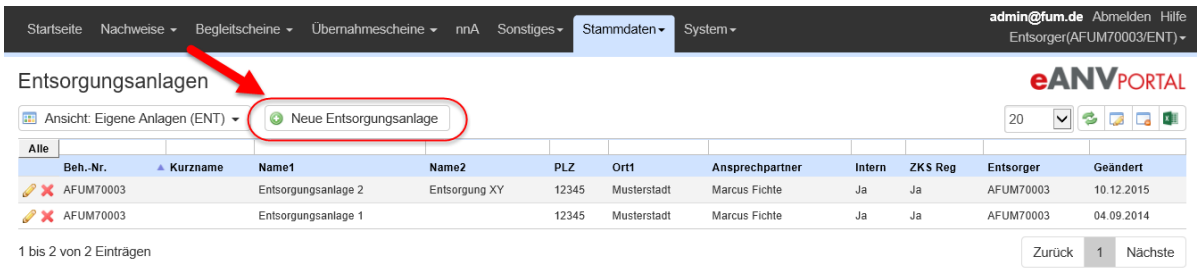 Startseite Nachweise Begleitscheine Übernahmescheine nnA Sonstiges Stammdaten System admin@fum.de Abmelden Hilfe
Entsorger(AFUM70003/ENT)
Entsorgungsanlagen eANVPORTAL
Ansicht: Eigene Anlagen (ENT) Neue Entsorgungsanlage 20
Alle
Beh.-Nr. Kurzname Name1 Name2 PLZ Ort1 Ansprechpartner Intern ZKS Reg Entsorger Geändert
AFUM70003 Entsorgungsanlage 2 Entsorgung XY 12345 Musterstadt Marcus Fichte Ja Ja AFUM70003 10.12.2015
AFUM70003 Entsorgungsanlage 1 12345 Musterstadt Marcus Fichte Ja Ja AFUM70003 04.09.2014
1 bis 2 von 2 Einträgen Zurück 1 Nächste